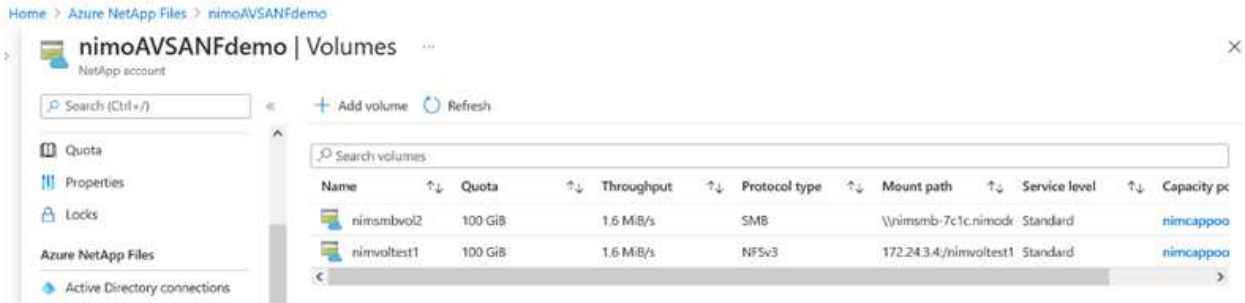 Home > Azure NetApp Files > nimoAVSANFdemo
nimoAVSANFdemo | Volumes ...
NetApp account
Search (Ctrl+/) «
+ Add volume Refresh
Quota
Properties
Locks
Azure NetApp Files
Active Directory connections
Search volumes
Name Quota Throughput Protocol type Mount path Service level Capacity po
nimsmbvol2 100 GiB 1.6 MiB/s SMB \\nimsmb-7c1c.nimod Standard nimcappoo
nimvoltest1 100 GiB 1.6 MiB/s NFSv3 172.24.3.4:/nimvoltest1 Standard nimcappoo